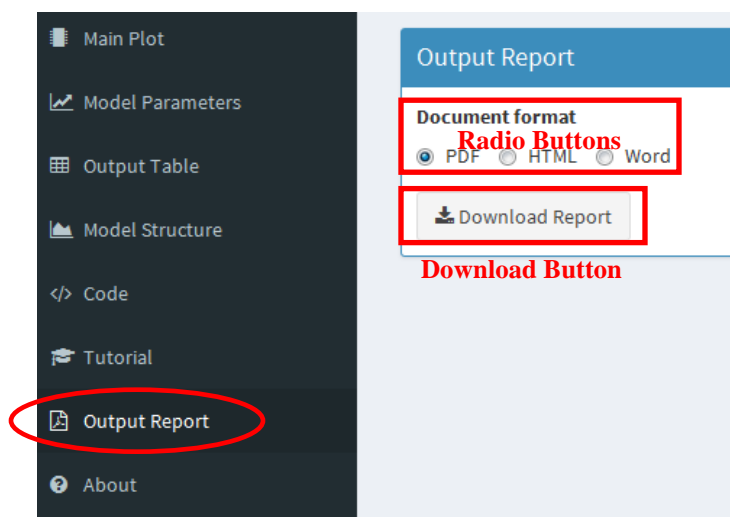 Main Plot
Model Parameters
Output Table
Model Structure
</> Code
Tutorial
Output Report
About
Output Report
Document format
Radio Buttons
PDF HTML Word
Download Report
Download Button